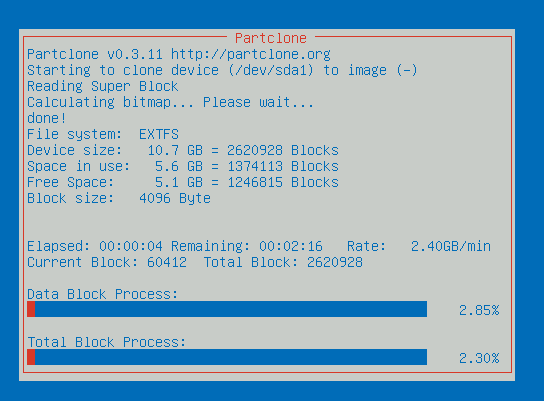 Partclone
Partclone v0.3.11 http://partclone.org
Starting to clone device (/dev/sda1) to image (-)
Reading Super Block
Calculating bitmap... Please wait...
done!
File system:  EXTFS
Device size:   10.7 GB = 2620928 Blocks
Space in use:   5.6 GB = 1374113 Blocks
Free Space:     5.1 GB = 1246815 Blocks
Block size:   4096 Byte
Elapsed: 00:00:04 Remaining: 00:02:16   Rate:   2.40GB/min
Current Block: 60412  Total Block: 2620928
Data Block Process:
2.85%
Total Block Process:
2.30%